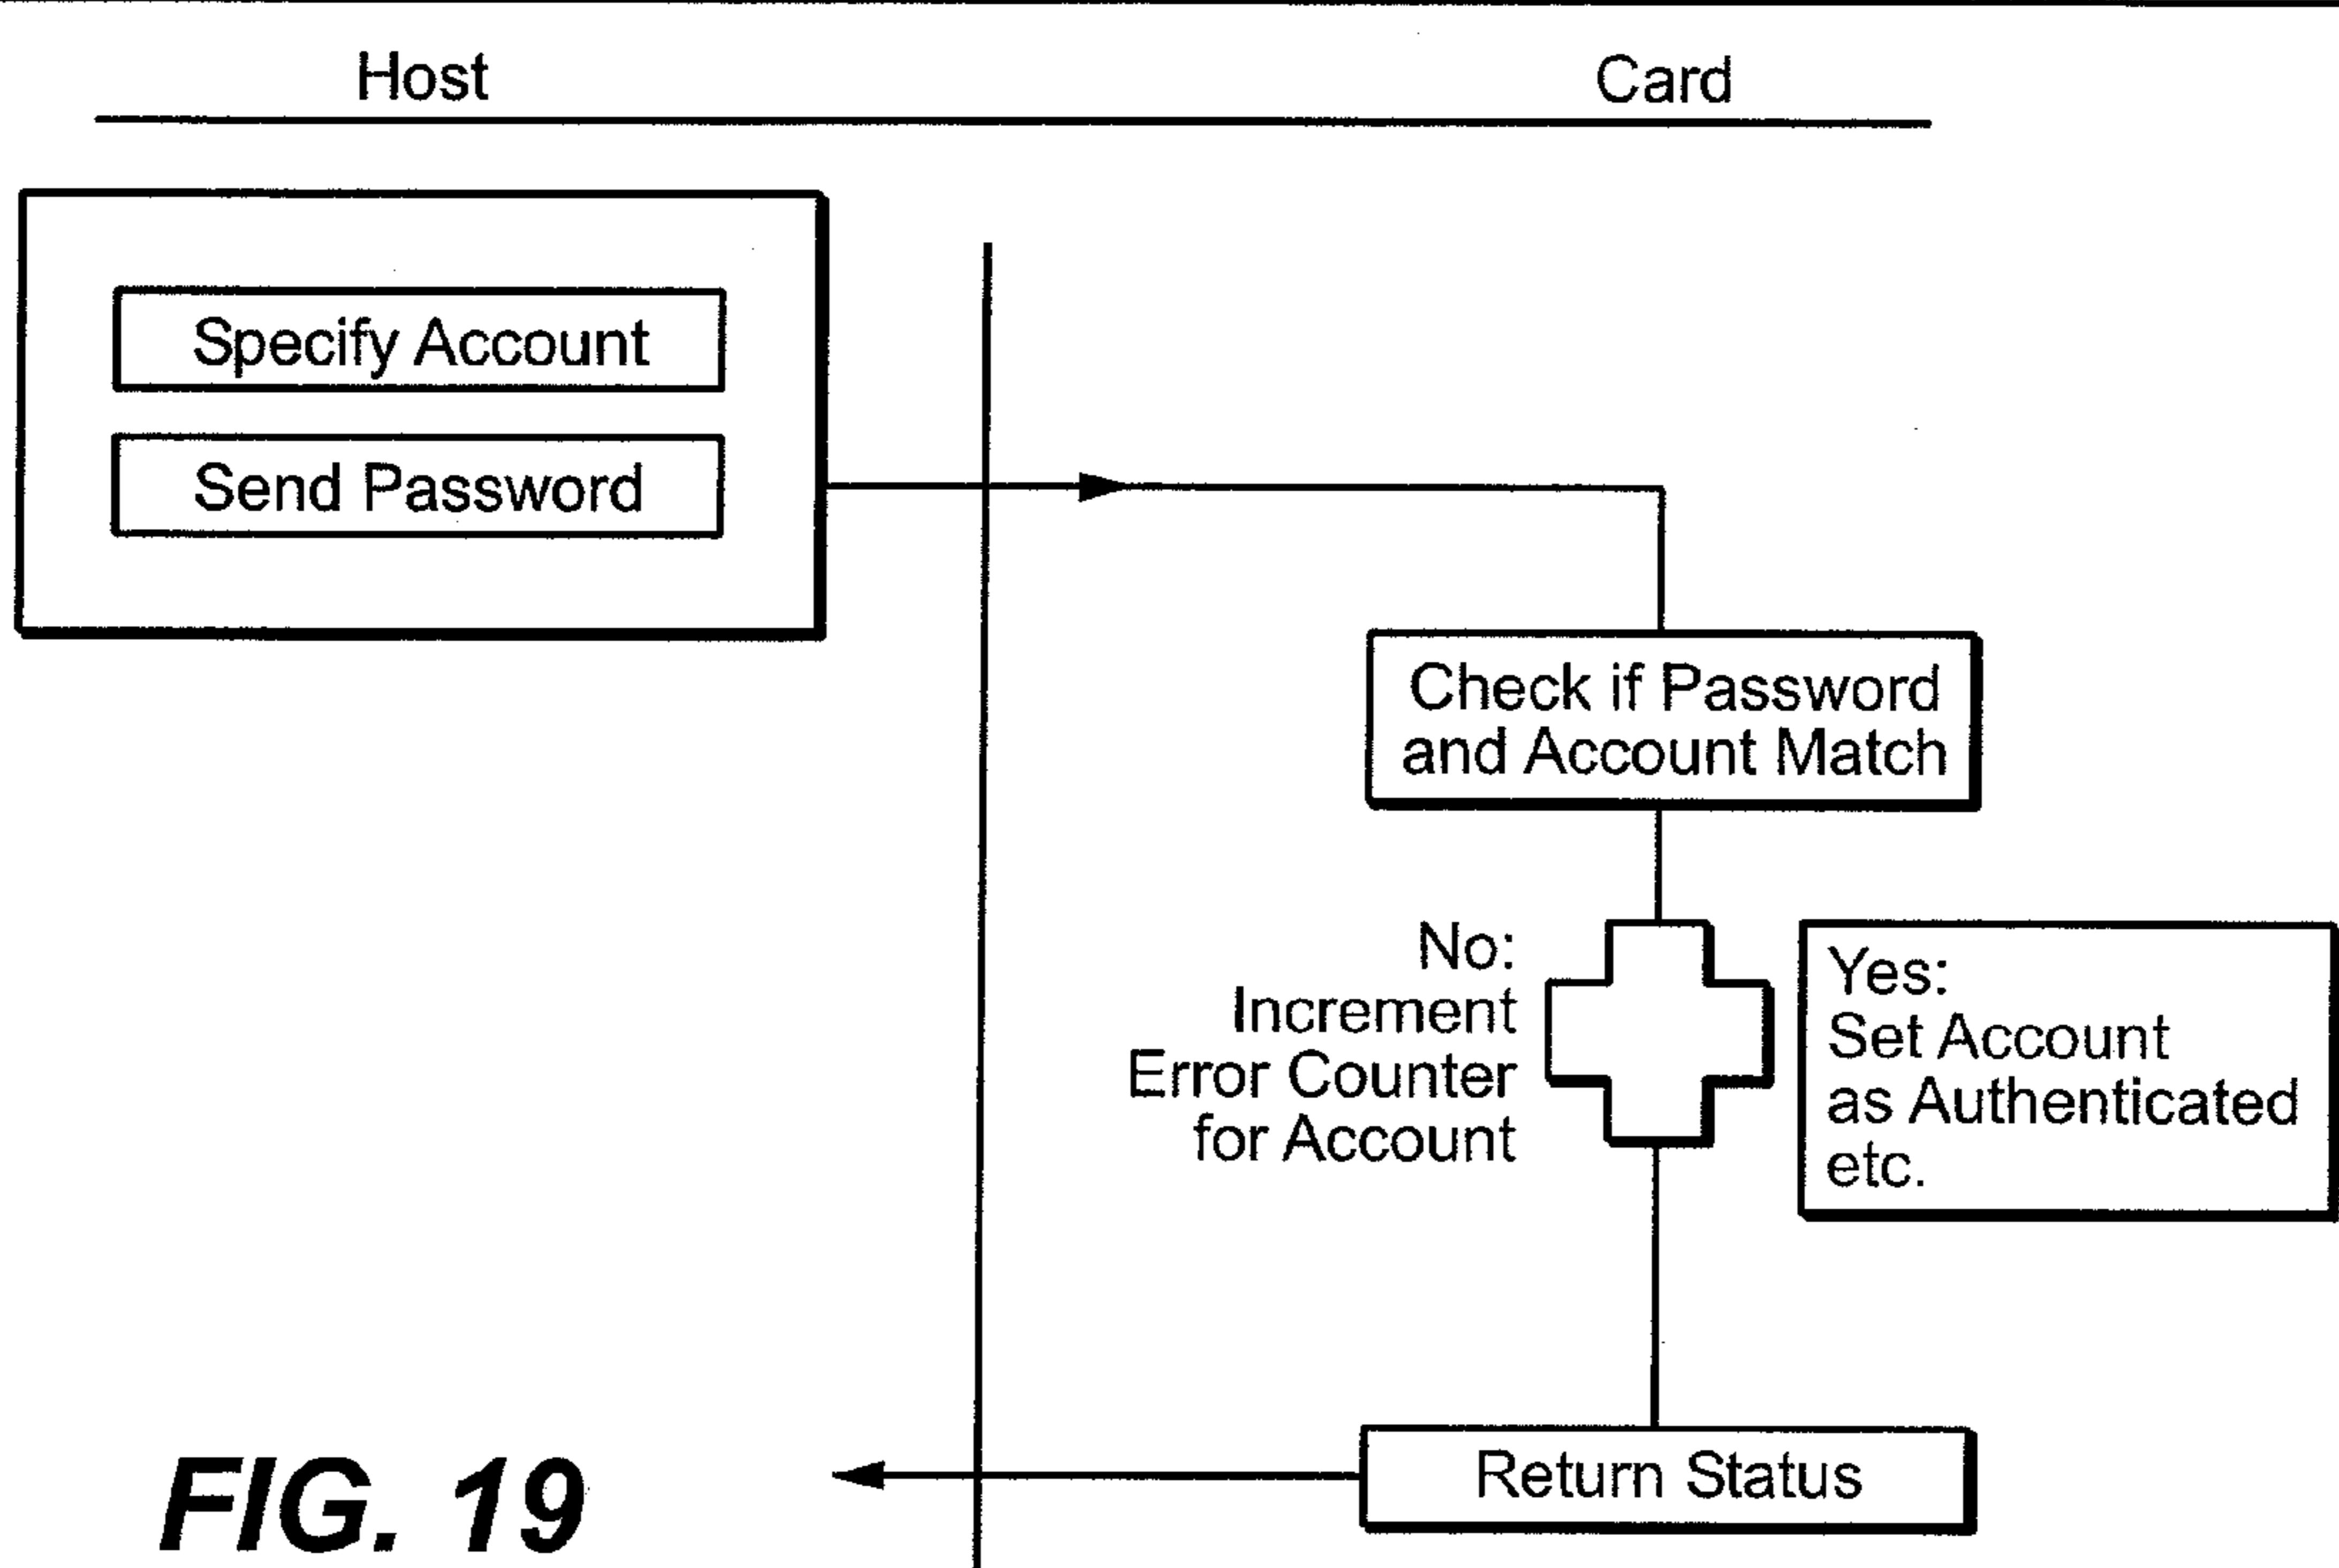 Host
Card
Specify Account
Send Password
Check if Password
and Account Match
No:
Increment
Error Counter
for Account
Yes:
Set Account
as Authenticated
etc.
Return Status
FIG. 19